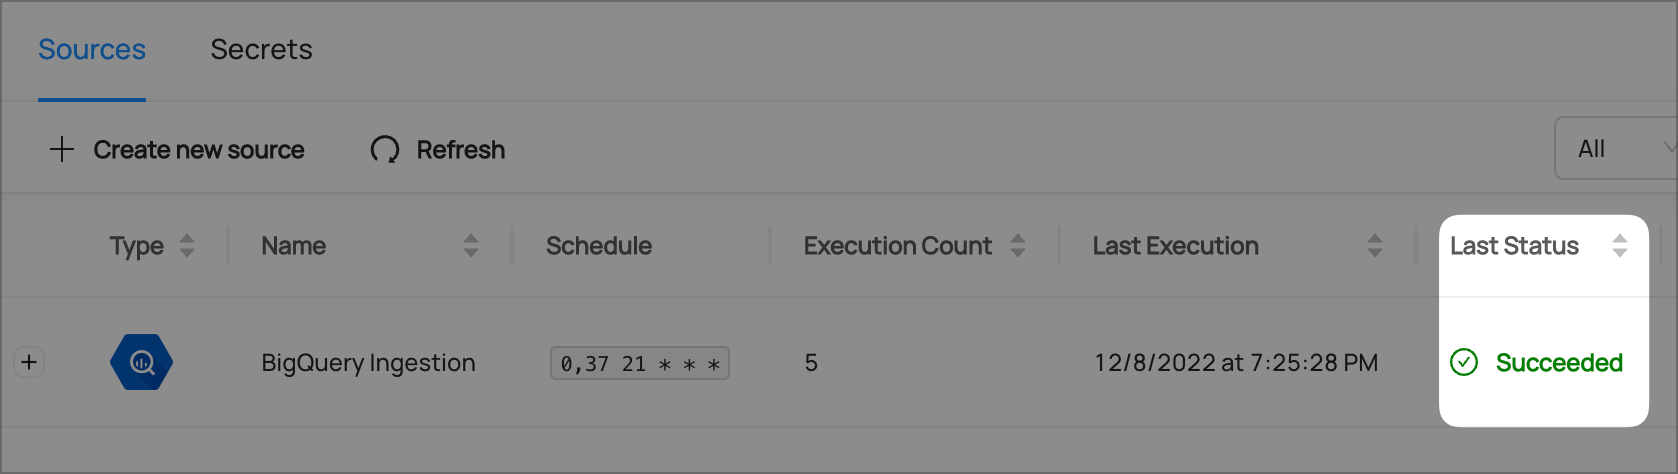 Sources Secrets
Create new source Refresh All
Type Name Schedule Execution Count Last Execution Last Status
BigQuery Ingestion 0,37 21 * * * 5 12/8/2022 at 7:25:28 PM Succeeded